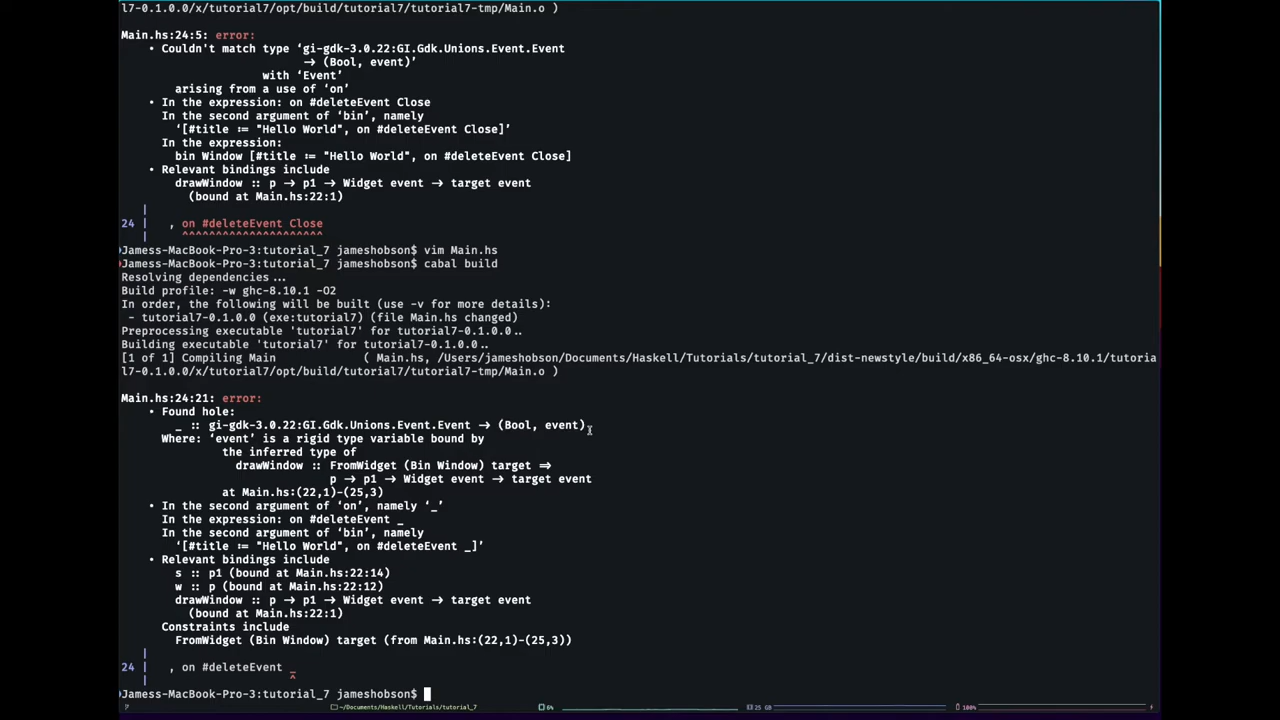 l7-0.1.0.0/x/tutorial7/opt/build/tutorial7/tutorial7-tmp/Main.o )
Main.hs:24:5: error:
• Couldn't match type ‘gi-gdk-3.0.22:GI.Gdk.Unions.Event.Event
→ (Bool, event)’
with ‘Event’
arising from a use of ‘on’
• In the expression: on #deleteEvent Close
In the second argument of ‘bin’, namely
‘[#title := "Hello World", on #deleteEvent Close]’
In the expression:
bin Window [#title := "Hello World", on #deleteEvent Close]
• Relevant bindings include
drawWindow :: p → p1 → Widget event → target event
(bound at Main.hs:22:1)
|
24 |   , on #deleteEvent Close
|     ^^^^^^^^^^^^^^^^^^^^^
Jamess-MacBook-Pro-3:tutorial_7 jameshobson$ vim Main.hs
Jamess-MacBook-Pro-3:tutorial_7 jameshobson$ cabal build
Resolving dependencies ...
Build profile: -w ghc-8.10.1 -O2
In order, the following will be built (use -v for more details):
- tutorial7-0.1.0.0 (exe:tutorial7) (file Main.hs changed)
Preprocessing executable 'tutorial7' for tutorial7-0.1.0.0..
Building executable 'tutorial7' for tutorial7-0.1.0.0..
[1 of 1] Compiling Main             ( Main.hs, /Users/jameshobson/Documents/Haskell/Tutorials/tutorial_7/dist-newstyle/build/x86_64-osx/ghc-8.10.1/tutoria
l7-0.1.0.0/x/tutorial7/opt/build/tutorial7/tutorial7-tmp/Main.o )
Main.hs:24:21: error:
• Found hole:
_ :: gi-gdk-3.0.22:GI.Gdk.Unions.Event.Event → (Bool, event)
Where: ‘event’ is a rigid type variable bound by
the inferred type of
drawWindow :: FromWidget (Bin Window) target ⇒
p → p1 → Widget event → target event
at Main.hs:(22,1)-(25,3)
• In the second argument of ‘on’, namely ‘_’
In the expression: on #deleteEvent _
In the second argument of ‘bin’, namely
‘[#title := "Hello World", on #deleteEvent _]’
• Relevant bindings include
s :: p1 (bound at Main.hs:22:14)
w :: p (bound at Main.hs:22:12)
drawWindow :: p → p1 → Widget event → target event
(bound at Main.hs:22:1)
Constraints include
FromWidget (Bin Window) target (from Main.hs:(22,1)-(25,3))
|
24 |   , on #deleteEvent _
|                     ^
Jamess-MacBook-Pro-3:tutorial_7 jameshobson$
~/Documents/Haskell/Tutorials/tutorial_7 6% 25 GB 100%